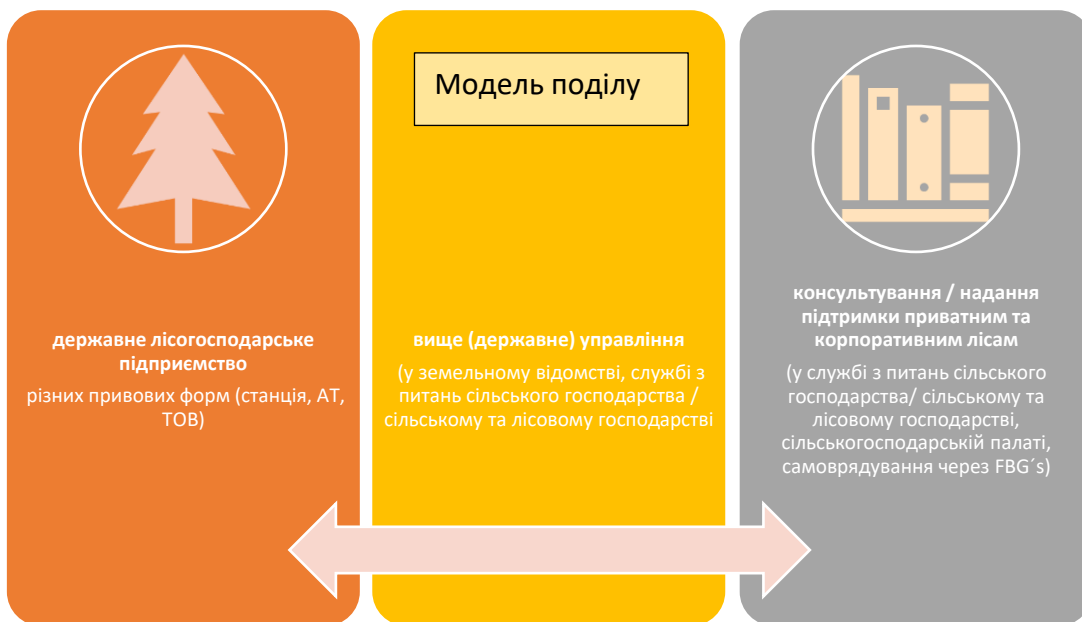 державне лісогосподарське
підприємство
різних привових форм (станція, АТ,
ТОВ)
Модель поділу
вище (державне) управління
(у земельному відомстві, службі з
питань сільського господарства /
сільському та лісовому господарстві
консультування / надання
підтримки приватним та
корпоративним лісам
(у службі з питань сільського
господарства/ сільському та
лісовому господарстві,
сільськогосподарській палаті,
самоврядування через FBG´s)